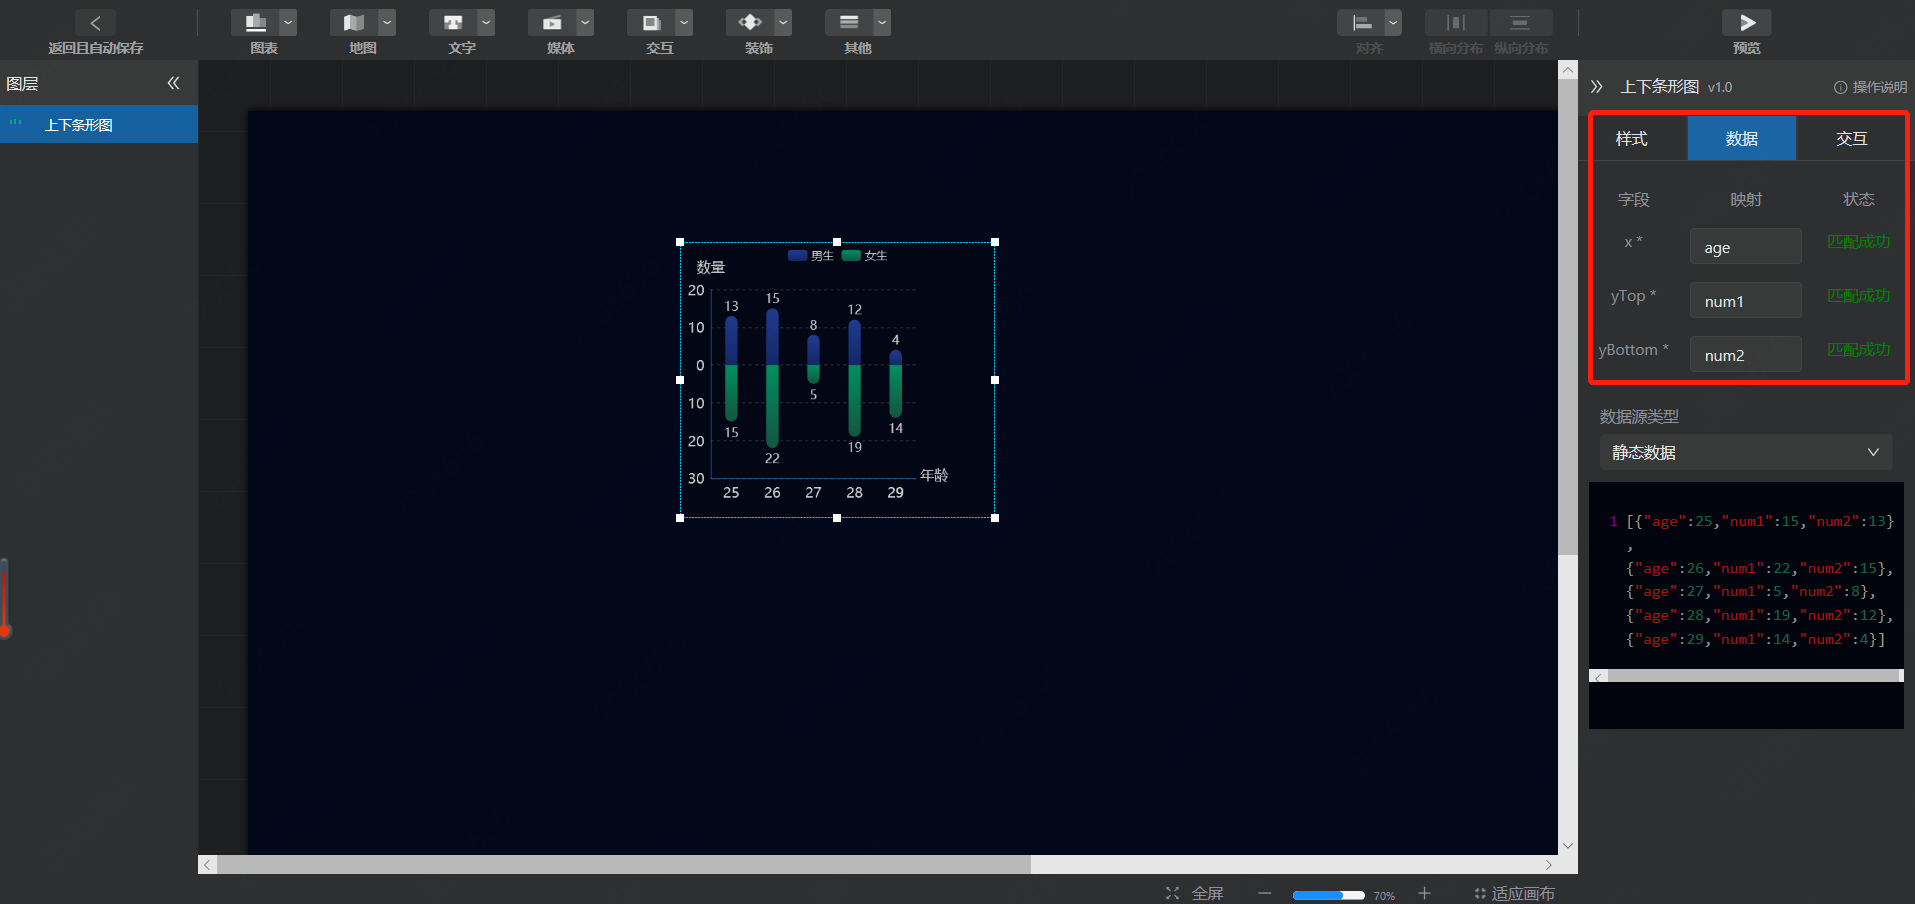 返回且自动保存
图表
地图
文字
媒体
交互
装饰
其他
对齐
横向分布
纵向分布
预览
图层
上下条形图
数量
男生 女生
20
10
0
10
20
30
13
15
8
12
4
15
22
5
19
14
25 26 27 28 29
年龄
上下条形图 v1.0
操作说明
样式 数据 交互
字段 映射 状态
x * age 匹配成功
yTop * num1 匹配成功
yBottom * num2 匹配成功
数据源类型
静态数据
1 [{"age":25,"num1":15,"num2":13}
,
{"age":26,"num1":22,"num2":15},
{"age":27,"num1":5,"num2":8},
{"age":28,"num1":19,"num2":12},
{"age":29,"num1":14,"num2":4}]
全屏
70%
适应画布